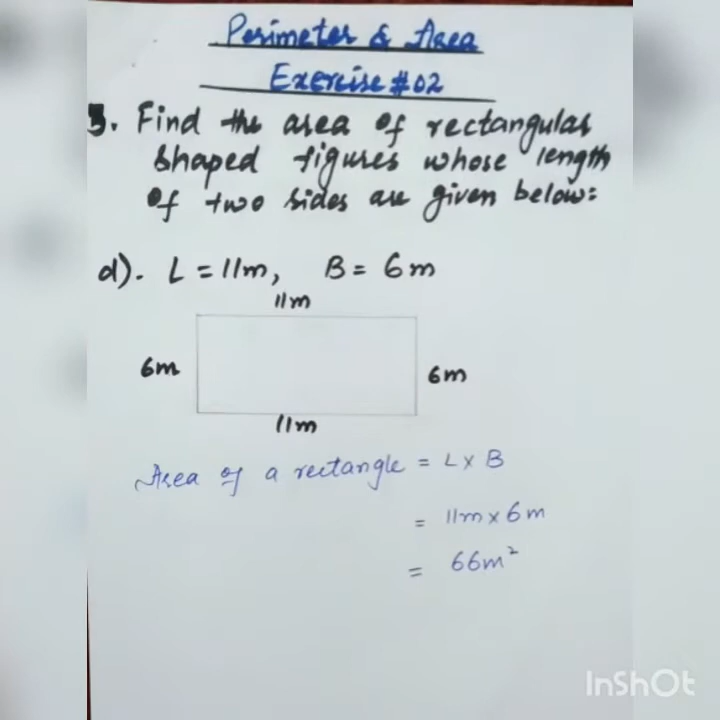 Perimeter & Area
Exercise #02
3. Find the area of rectangular
shaped figures whose length
of two sides are given below:
d). L = 11m, B = 6m
11m
6m
6m
11m
Area of a rectangle = L x B
= 11m x 6m
= 66m²
InShOt